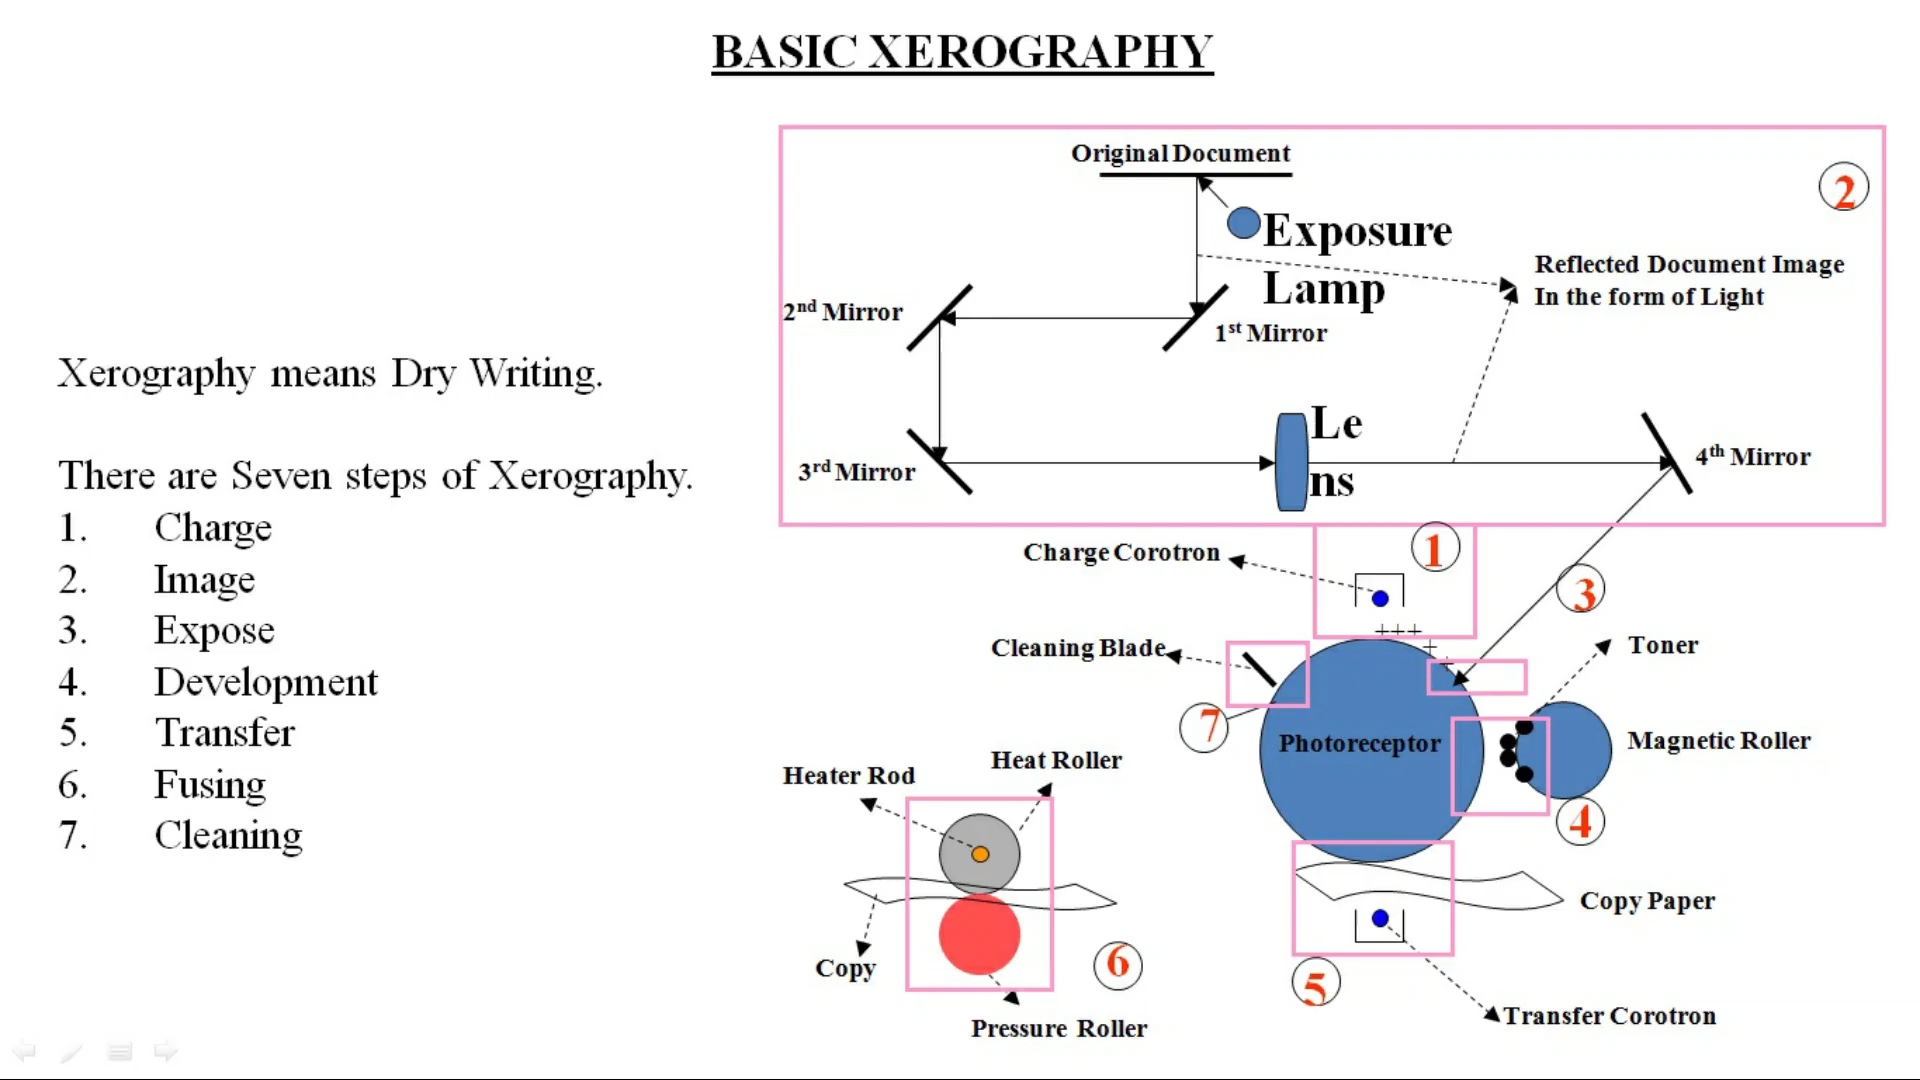 BASIC XEROGRAPHY
Xerography means Dry Writing.
There are Seven steps of Xerography.
1. Charge
2. Image
3. Expose
4. Development
5. Transfer
6. Fusing
7. Cleaning
Original Document
2
Exposure
Lamp
Reflected Document Image
In the form of Light
2nd Mirror
1st Mirror
Le
ns
3rd Mirror
4th Mirror
Charge Corotron
1
3
+++
+
+
Cleaning Blade
Toner
7
Photoreceptor
Magnetic Roller
Heat Roller
Heater Rod
4
Copy Paper
Copy
6
5
Transfer Corotron
Pressure Roller